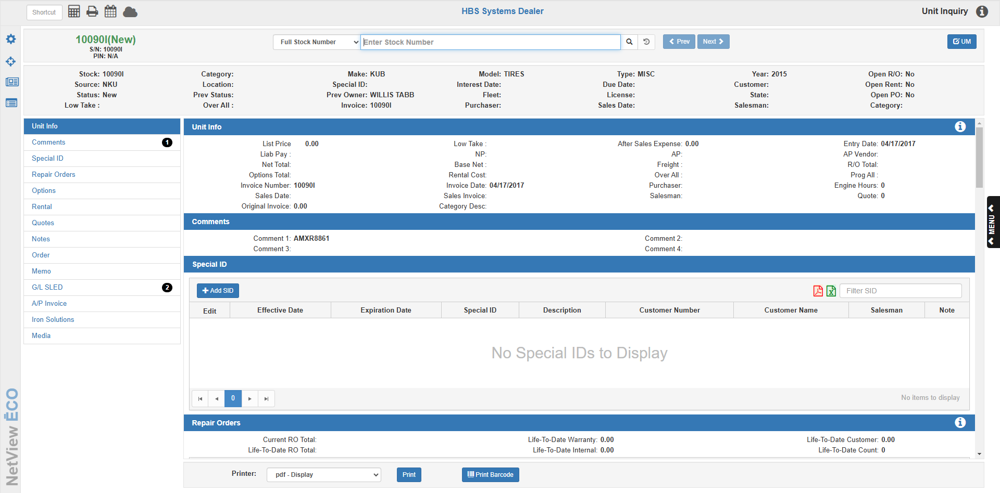 Shortcut
HBS Systems Dealer
Unit Inquiry
10090I(New)
S/N: 10090I
PIN: N/A
Full Stock Number
Enter Stock Number
Prev
Next
UM
Stock: 10090I
Category:
Make: KUB
Model: TIRES
Type: MISC
Year: 2015
Open R/O: No
Source: NKU
Location:
Special ID:
Interest Date:
Due Date:
Customer:
Open Rent: No
Status: New
Prev Status:
Prev Owner: WILLIS TABB
Fleet:
License:
State:
Open PO: No
Low Take :
Over All :
Invoice: 10090I
Purchaser:
Sales Date:
Salesman:
Category:
Unit Info
Comments 1
Special ID
Repair Orders
Options
Rental
Quotes
Notes
Order
Memo
G/L SLED 2
A/P Invoice
Iron Solutions
Media
Unit Info
List Price 0.00
Low Take :
After Sales Expense: 0.00
Entry Date: 04/17/2017
Liab Pay :
NP:
AP:
AP Vendor:
Net Total:
Base Net :
Freight :
R/O Total:
Options Total:
Rental Cost:
Over All :
Prog All :
Invoice Number: 10090I
Invoice Date: 04/17/2017
Purchaser:
Engine Hours: 0
Sales Date:
Sales Invoice:
Salesman:
Quote: 0
Original Invoice: 0.00
Category Desc:
Comments
Comment 1: AMXR8861
Comment 2:
Comment 3:
Comment 4:
Special ID
Add SID
Filter SID
Edit
Effective Date
Expiration Date
Special ID
Description
Customer Number
Customer Name
Salesman
Note
No Special IDs to Display
0
No items to display
Repair Orders
Current RO Total:
Life-To-Date Warranty: 0.00
Life-To-Date Customer: 0.00
Life-To-Date RO Total:
Life-To-Date Internal: 0.00
Life-To-Date Count: 0
Printer:
pdf - Display
Print
Print Barcode
MENU
NetView ĒCO